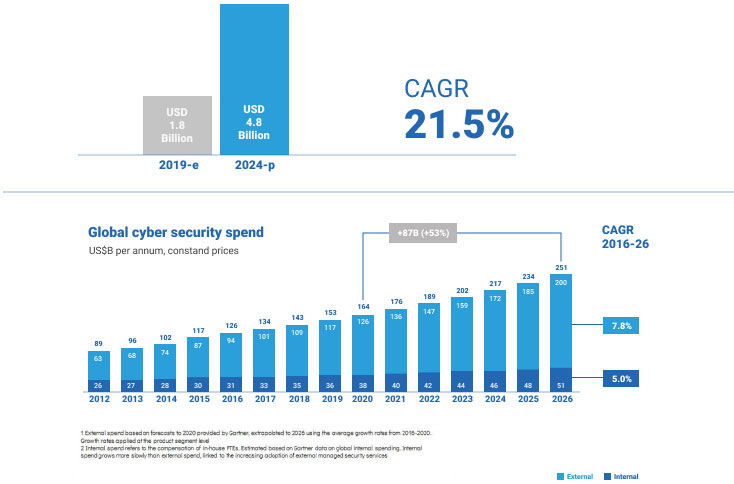 USD
1.8
Billion
USD
4.8
Billion
2019-e
2024-p
CAGR
21.5%
Global cyber security spend
US$B per annum, constand prices
+87B (+53%)
CAGR
2016-26
89 96 102 117 126 134 143 153 164 176 189 202 217 234 251
63 68 74 87 94 101 109 117 126 136 147 159 172 185 200
7.8%
26 27 28 30 31 33 35 36 38 40 42 44 46 48 51
5.0%
2012 2013 2014 2015 2016 2017 2018 2019 2020 2021 2022 2023 2024 2025 2026
1 External spend based on forecasts to 2020 provided by Gartner, extrapolated to 2026 using the average growth rates from 2016-2020.
Growth rates applied at the product segment level
2 Internal spend refers to the compensation of in-house FTEs. Estimated based on Gartner data on global internal spending. Internal
spend grows more slowly than external spend, linked to the increasing adoption of external managed security services
External Internal